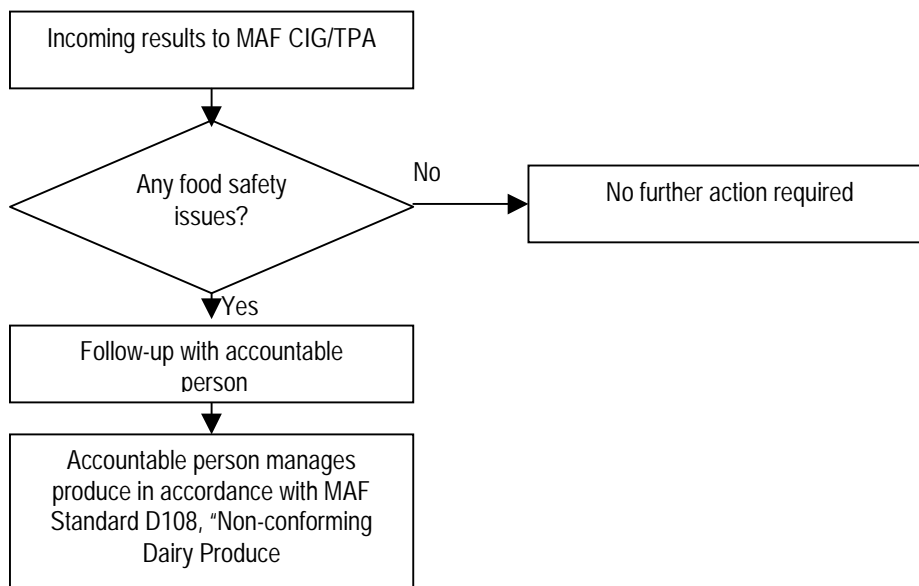 Incoming results to MAF CIG/TPA
Any food safety
issues?
No
No further action required
Yes
Follow-up with accountable
person
Accountable person manages
produce in accordance with MAF
Standard D108, “Non-conforming
Dairy Produce